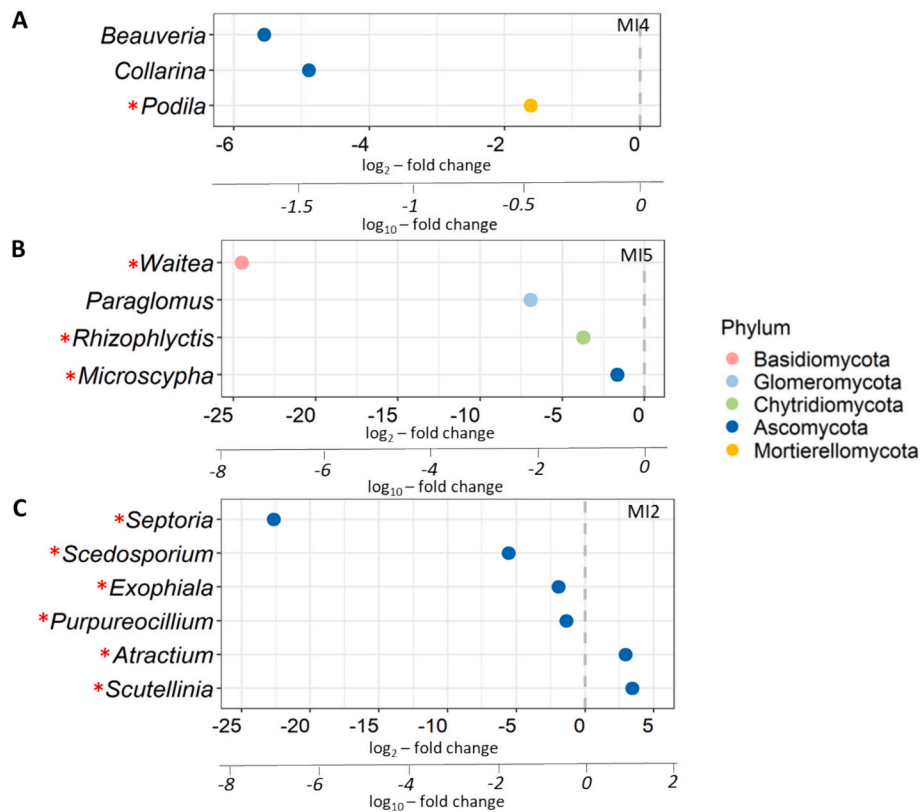 A
MI4
Beauveria
Collarina
*Podila
-6 -4 -2 0
log2 – fold change
-1.5 -1 -0.5 0
log10 – fold change
B
MI5
*Waitea
Paraglomus
*Rhizophlyctis
*Microscypha
-25 -20 -15 -10 -5 0
log2 – fold change
-8 -6 -4 -2 0
log10 – fold change
Phylum
Basidiomycota
Glomeromycota
Chytridiomycota
Ascomycota
Mortierellomycota
C
MI2
*Septoria
*Scedosporium
*Exophiala
*Purpureocillium
*Atractium
*Scutellinia
-25 -20 -15 -10 -5 0 5
log2 – fold change
-8 -6 -4 -2 0 2
log10 – fold change